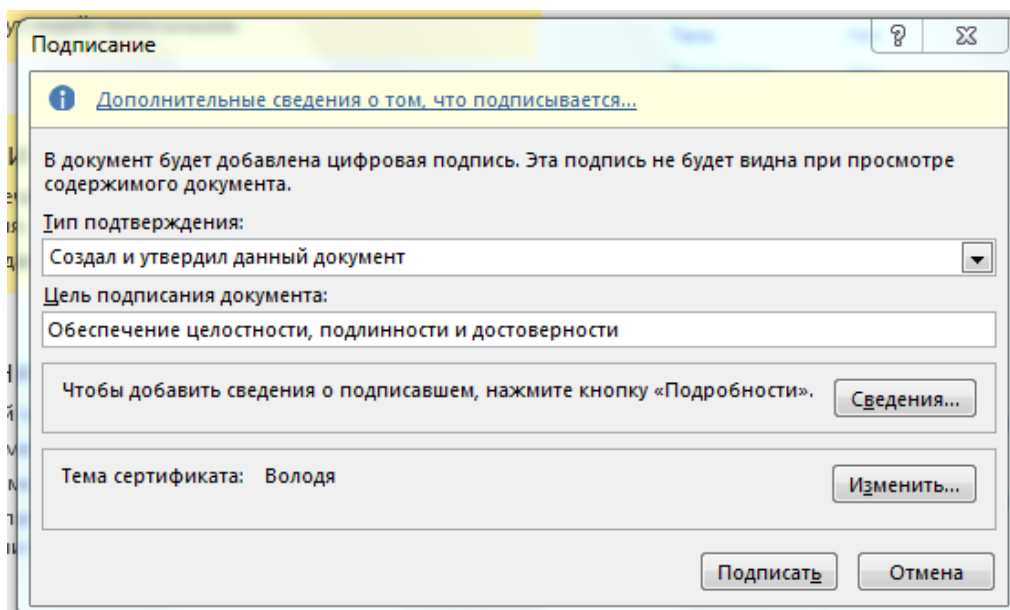 Подписание
Дополнительные сведения о том, что подписывается...
В документ будет добавлена цифровая подпись. Эта подпись не будет видна при просмотре
содержимого документа.
Тип подтверждения:
Создал и утвердил данный документ
Цель подписания документа:
Обеспечение целостности, подлинности и достоверности
Чтобы добавить сведения о подписавшем, нажмите кнопку «Подробности».
Сведения...
Тема сертификата: Володя
Изменить...
Подписать
Отмена